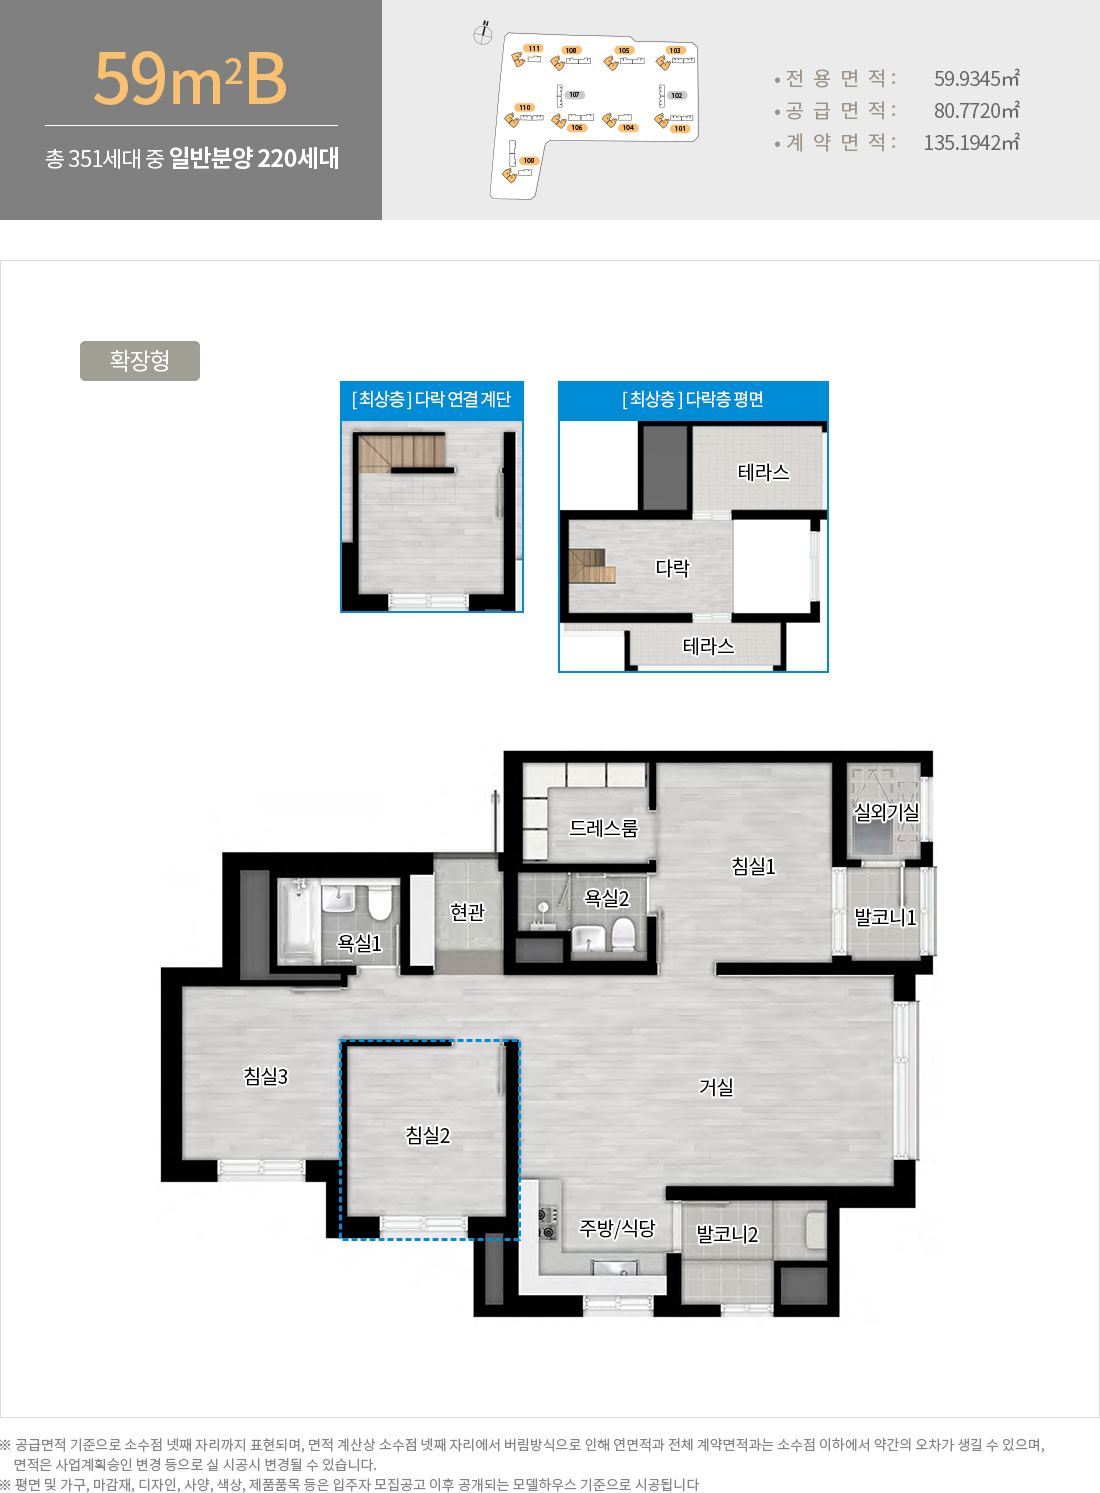 59m²B
총 351세대 중 일반분양 220세대
N
111
108
105
103
107
102
110
106
104
101
109
• 전 용 면 적 : 59.9345㎡
• 공 급 면 적 : 80.7720㎡
• 계 약 면 적 : 135.1942㎡
확장형
[ 최상층 ] 다락 연결 계단
[ 최상층 ] 다락층 평면
테라스
다락
테라스
드레스룸
실외기실
침실1
욕실2
현관
발코니1
욕실1
침실3
거실
침실2
주방/식당
발코니2
※ 공급면적 기준으로 소수점 넷째 자리까지 표현되며, 면적 계산상 소수점 넷째 자리에서 버림방식으로 인해 연면적과 전체 계약면적과는 소수점 이하에서 약간의 오차가 생길 수 있으며,
면적은 사업계획승인 변경 등으로 실 시공시 변경될 수 있습니다.
※ 평면 및 가구, 마감재, 디자인, 사양, 색상, 제품품목 등은 입주자 모집공고 이후 공개되는 모델하우스 기준으로 시공됩니다